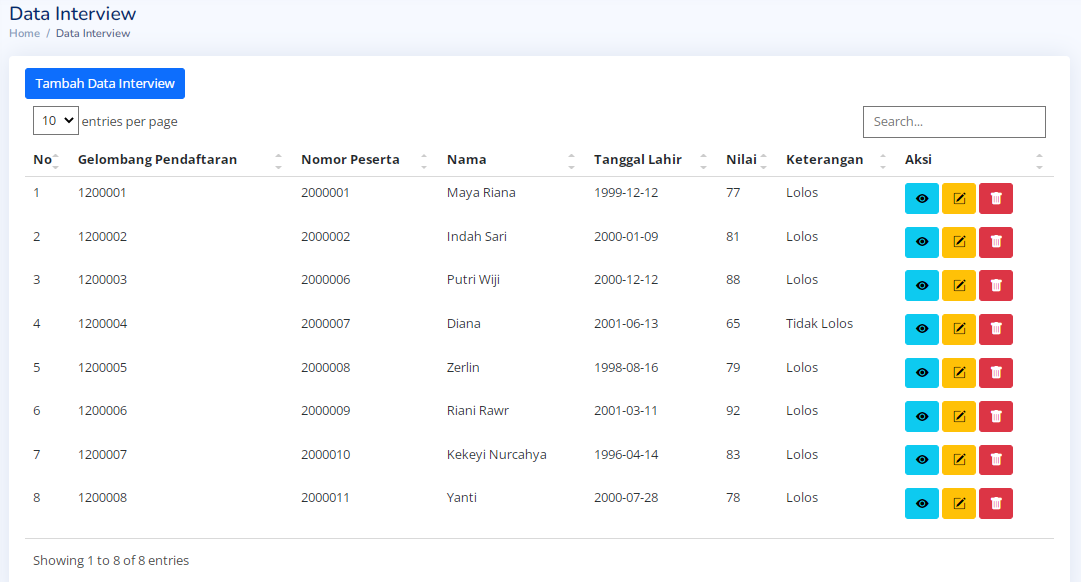 Data Interview
Home / Data Interview
Tambah Data Interview
10 entries per page
Search...
No Gelombang Pendaftaran Nomor Peserta Nama Tanggal Lahir Nilai Keterangan Aksi
1 1200001 2000001 Maya Riana 1999-12-12 77 Lolos
2 1200002 2000002 Indah Sari 2000-01-09 81 Lolos
3 1200003 2000006 Putri Wiji 2000-12-12 88 Lolos
4 1200004 2000007 Diana 2001-06-13 65 Tidak Lolos
5 1200005 2000008 Zerlin 1998-08-16 79 Lolos
6 1200006 2000009 Riani Rawr 2001-03-11 92 Lolos
7 1200007 2000010 Kekeyi Nurcahya 1996-04-14 83 Lolos
8 1200008 2000011 Yanti 2000-07-28 78 Lolos
Showing 1 to 8 of 8 entries